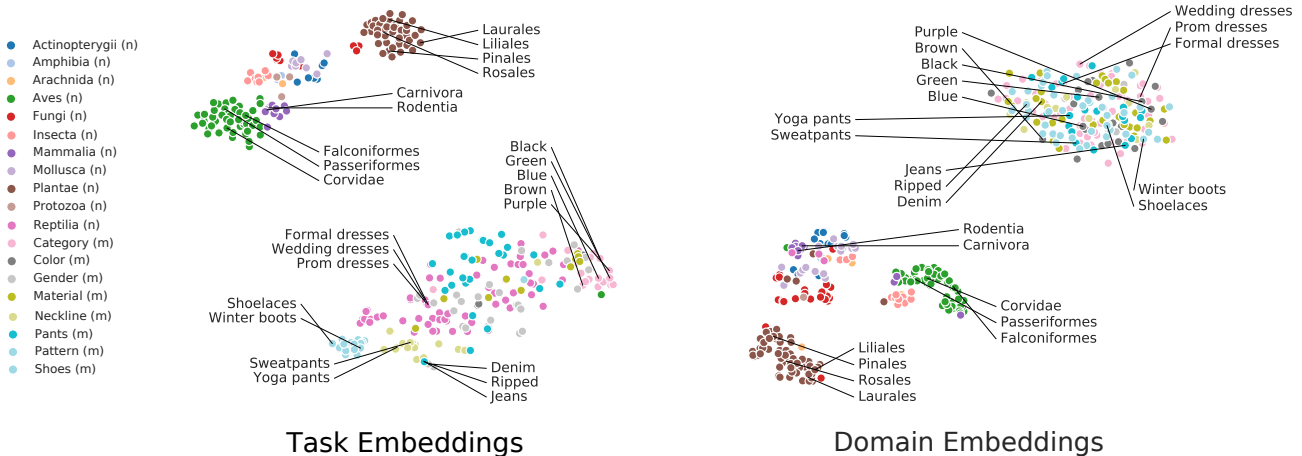 Actinopterygii (n)
Amphibia (n)
Arachnida (n)
Aves (n)
Fungi (n)
Insecta (n)
Mammalia (n)
Mollusca (n)
Plantae (n)
Protozoa (n)
Reptilia (n)
Category (m)
Color (m)
Gender (m)
Material (m)
Neckline (m)
Pants (m)
Pattern (m)
Shoes (m)
Laurales
Liliales
Pinales
Rosales
Carnivora
Rodentia
Falconiformes
Passeriformes
Corvidae
Black
Green
Blue
Brown
Purple
Formal dresses
Wedding dresses
Prom dresses
Shoelaces
Winter boots
Sweatpants
Yoga pants
Denim
Ripped
Jeans
Task Embeddings
Wedding dresses
Prom dresses
Formal dresses
Purple
Brown
Black
Green
Blue
Yoga pants
Sweatpants
Jeans
Ripped
Denim
Winter boots
Shoelaces
Rodentia
Carnivora
Corvidae
Passeriformes
Falconiformes
Liliales
Pinales
Rosales
Laurales
Domain Embeddings